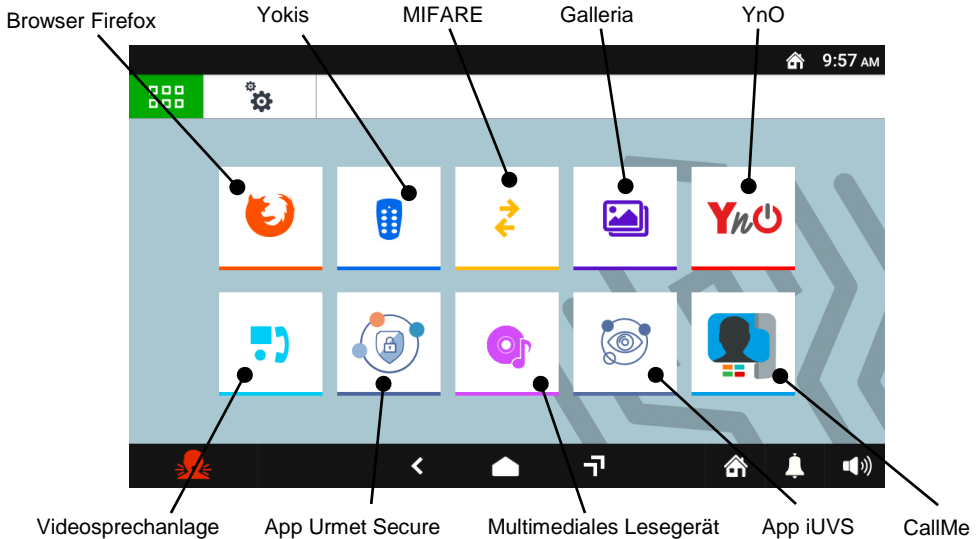 Browser Firefox Yokis MIFARE Galleria YnO
9:57 AM
YnO
Videosprechanlage App Urmet Secure Multimediales Lesegerät App iUVS CallMe